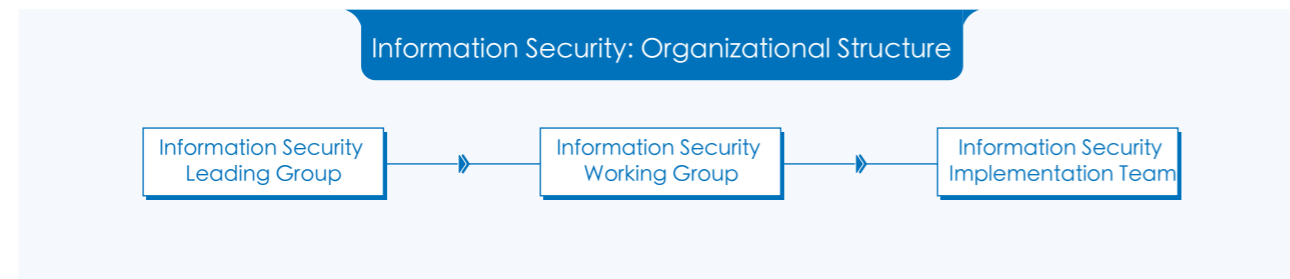 Information Security: Organizational Structure
Information Security
Leading Group
Information Security
Working Group
Information Security
Implementation Team